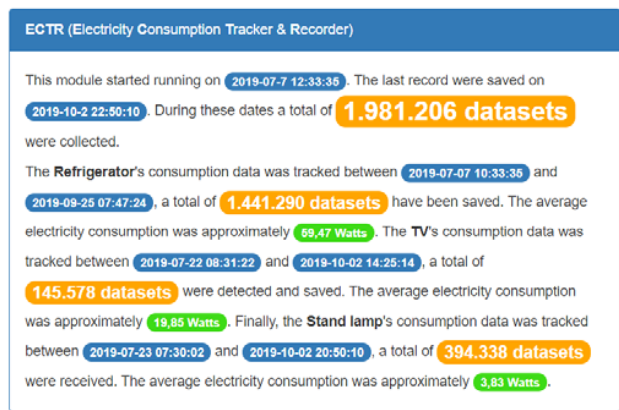 ECTR (Electricity Consumption Tracker & Recorder)
This module started running on 2019-07-7 12:33:35. The last record were saved on
2019-10-2 22:50:10. During these dates a total of 1.981.206 datasets
were collected.
The Refrigerator's consumption data was tracked between 2019-07-07 10:33:35 and
2019-09-25 07:47:24, a total of 1.441.290 datasets have been saved. The average
electricity consumption was approximately 59,47 Watts. The TV's consumption data was
tracked between 2019-07-22 08:31:22 and 2019-10-02 14:25:14, a total of
145.578 datasets were detected and saved. The average electricity consumption
was approximately 19,85 Watts. Finally, the Stand lamp's consumption data was tracked
between 2019-07-23 07:30:02 and 2019-10-02 20:50:10, a total of 394.338 datasets
were received. The average electricity consumption was approximately 3,83 Watts.